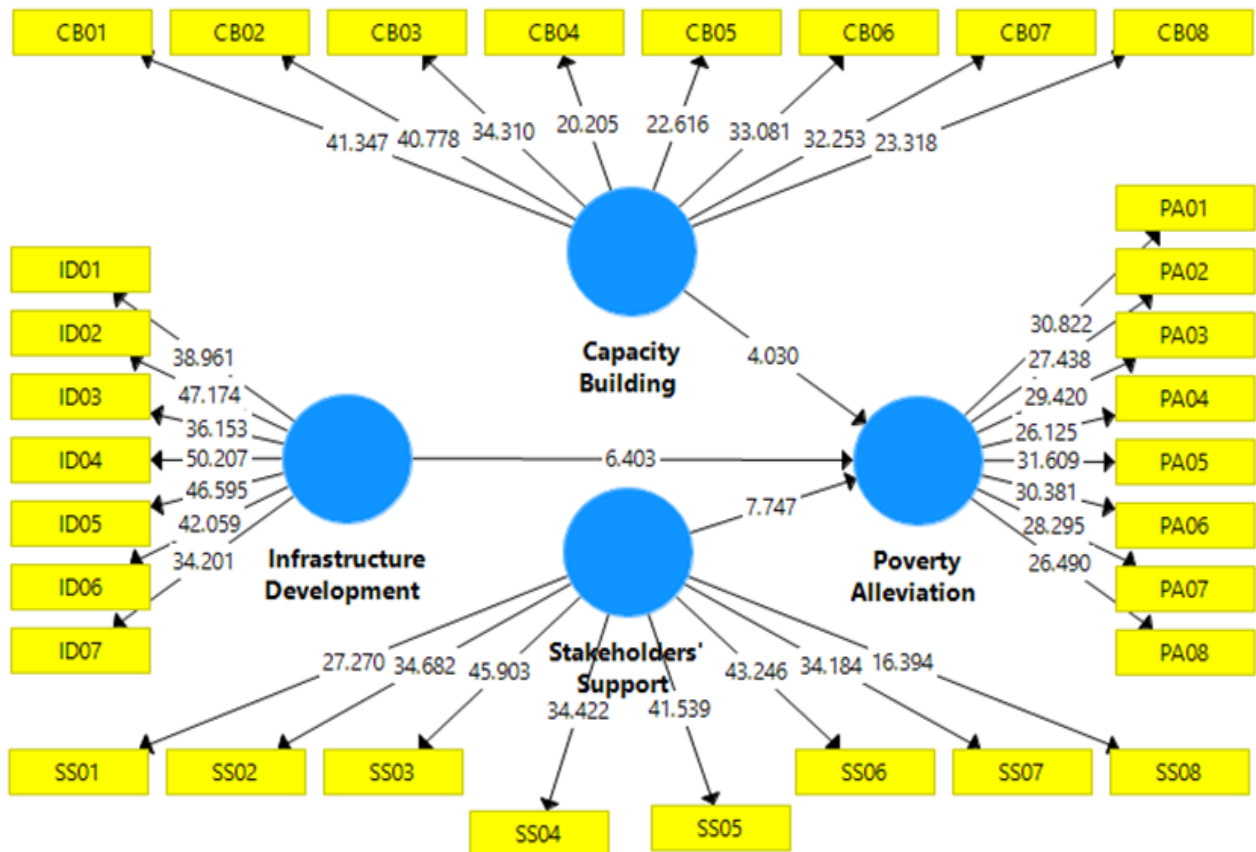 CB01 CB02 CB03 CB04 CB05 CB06 CB07 CB08
41.347 40.778 34.310 20.205 22.616 33.081 32.253 23.318
Capacity
Building
4.030
ID01
ID02
ID03
ID04
ID05
ID06
ID07
38.961
47.174
36.153
50.207
46.595
42.059
34.201
Infrastructure
Development
6.403
7.747
PA01
PA02
PA03
PA04
PA05
PA06
PA07
PA08
30.822
27.438
29.420
26.125
31.609
30.381
28.295
26.490
Poverty
Alleviation
Stakeholders'
Support
27.270 34.682 45.903 34.422 41.539 43.246 34.184 16.394
SS01 SS02 SS03 SS06 SS07 SS08
SS04 SS05